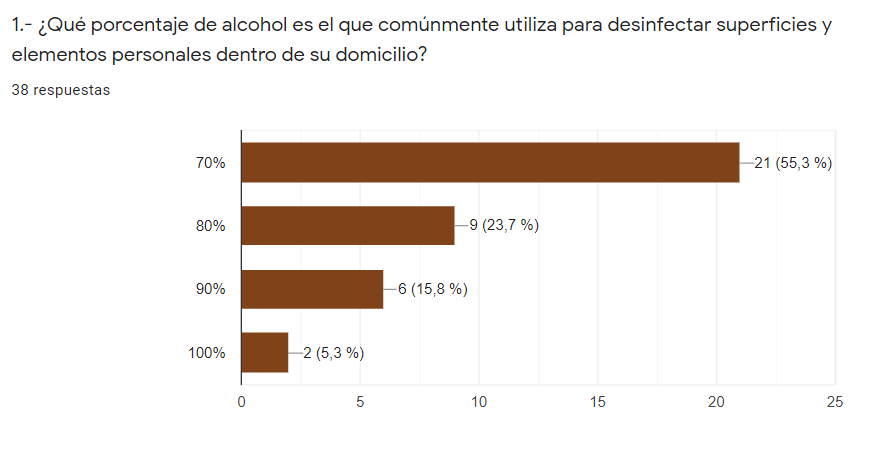 1.- ¿Qué porcentaje de alcohol es el que comúnmente utiliza para desinfectar superficies y
elementos personales dentro de su domicilio?
38 respuestas
70%
21 (55,3 %)
80%
9 (23,7 %)
90%
6 (15,8 %)
100%
2 (5,3 %)
0 5 10 15 20 25